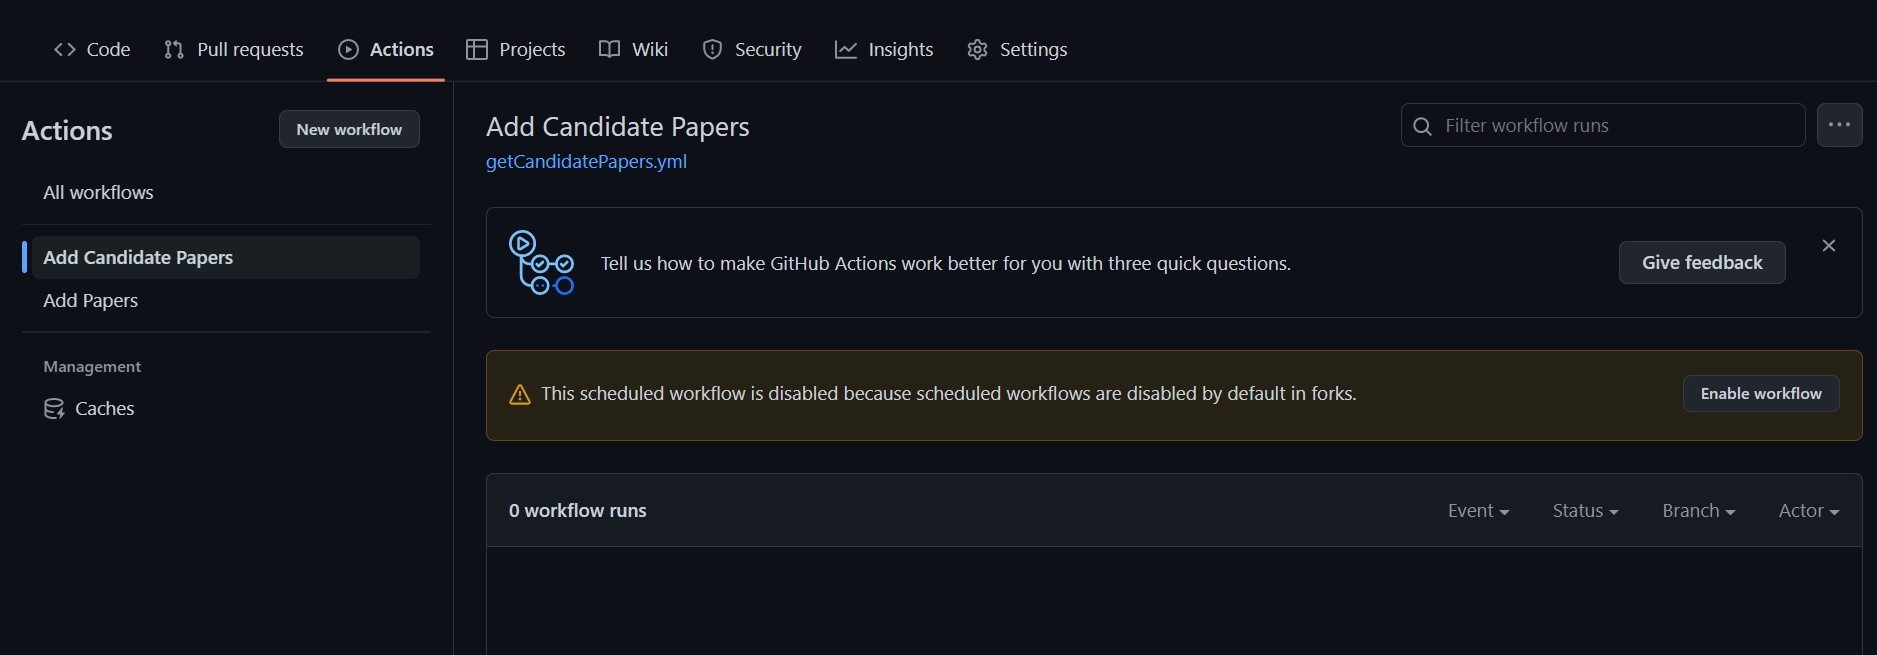 Code Pull requests Actions Projects Wiki Security Insights Settings
Actions
New workflow
All workflows
Add Candidate Papers
Add Papers
Management
Caches
Add Candidate Papers
getCandidatePapers.yml
Filter workflow runs
Tell us how to make GitHub Actions work better for you with three quick questions.
Give feedback
This scheduled workflow is disabled because scheduled workflows are disabled by default in forks.
Enable workflow
0 workflow runs
Event Status Branch Actor